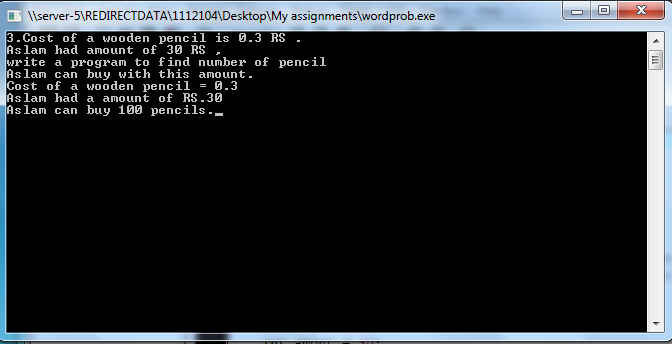 \\server-5\REDIRECTDATA\1112104\Desktop\My assignments\wordprob.exe
3.Cost of a wooden pencil is 0.3 RS .
Aslam had amount of 30 RS ,
write a program to find number of pencil
Aslam can buy with this amount.
Cost of a wooden pencil = 0.3
Aslam had a amount of RS.30
Aslam can buy 100 pencils._